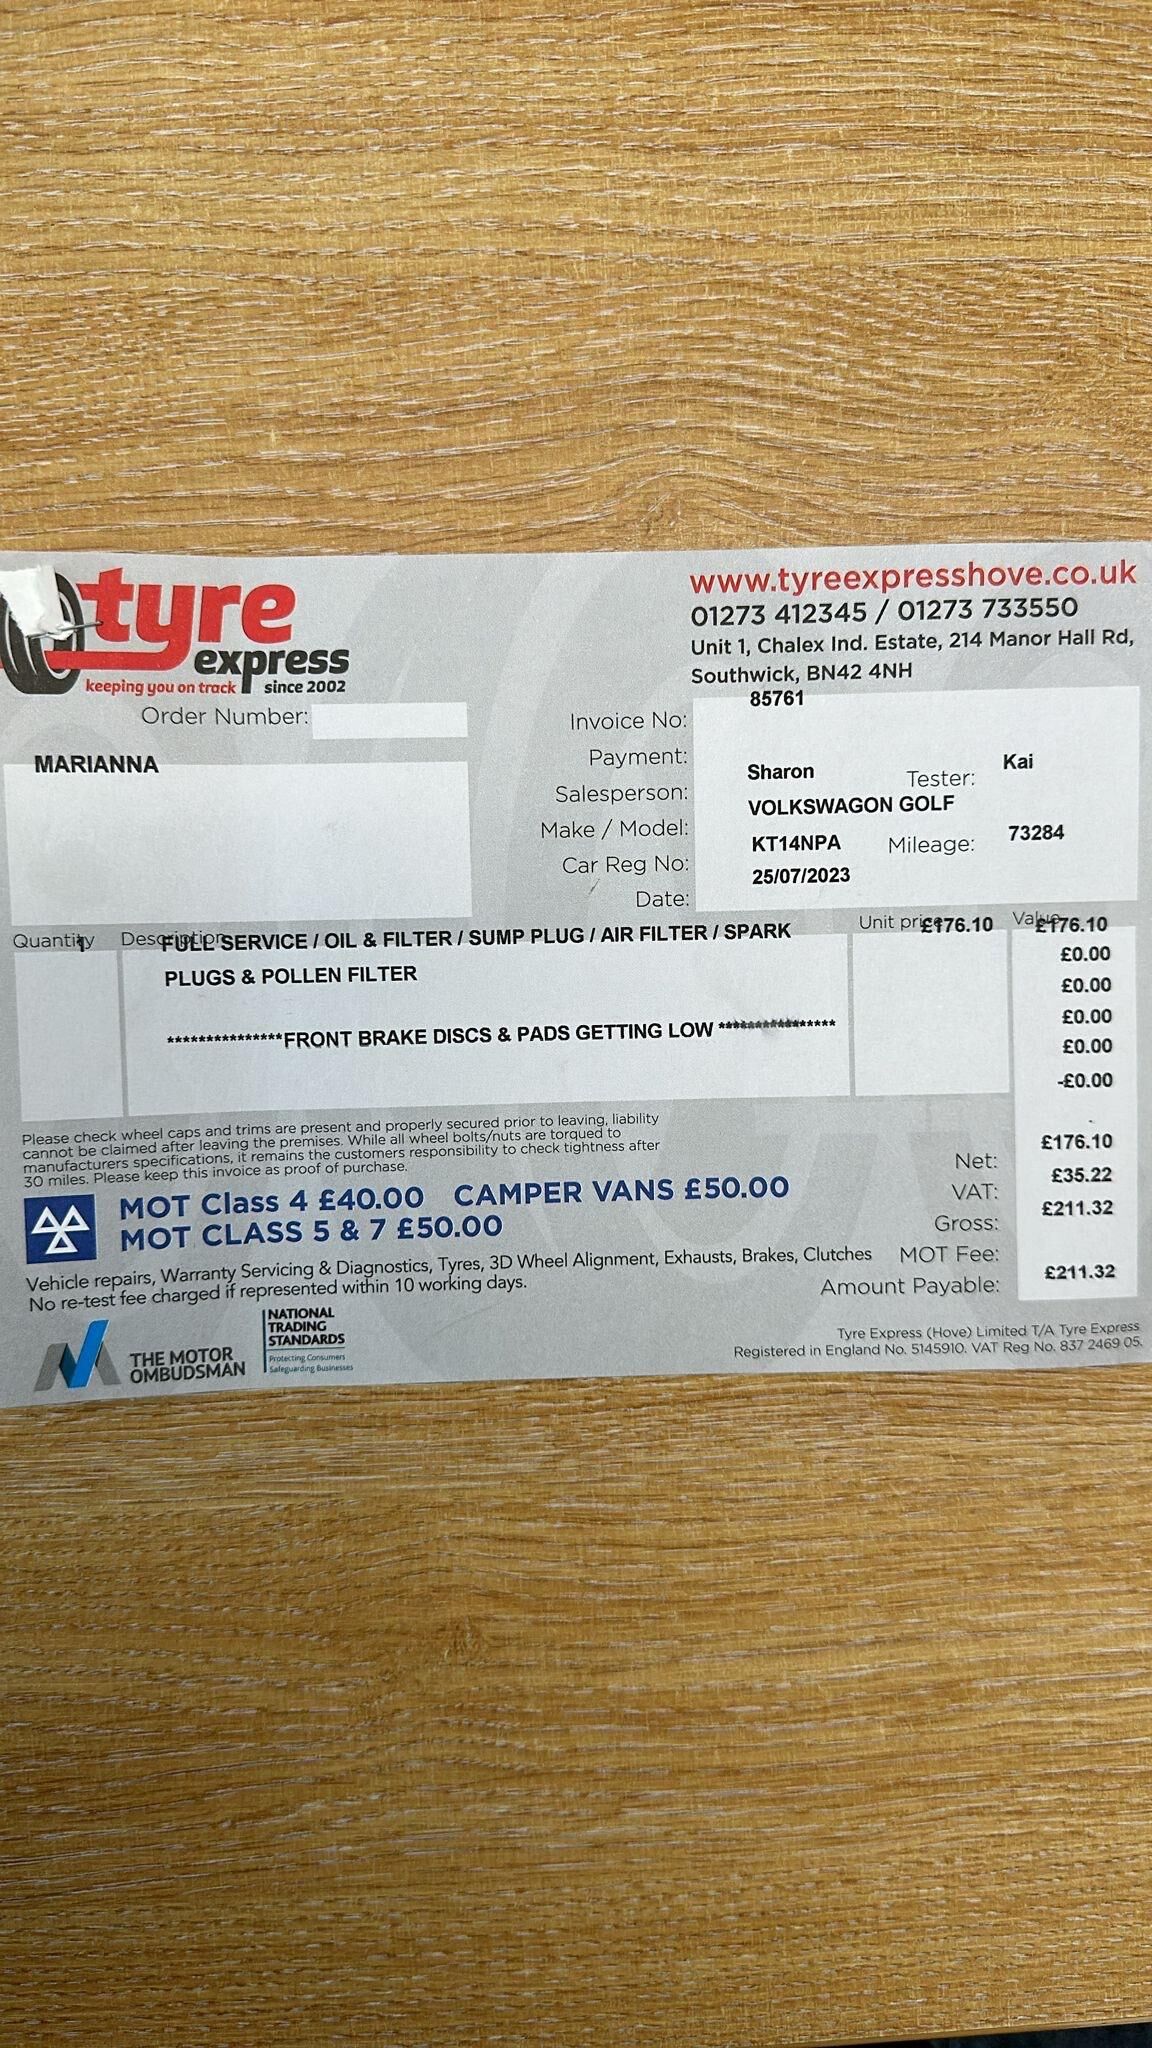 tyre
express
keeping you on track since 2002
www.tyreexpresshove.co.uk
01273 412345 / 01273 733550
Unit 1, Chalex Ind. Estate, 214 Manor Hall Rd,
Southwick, BN42 4NH
Order Number:
MARIANNA
Invoice No: 85761
Payment:
Salesperson: Sharon Tester: Kai
Make / Model: VOLKSWAGON GOLF
Car Reg No: KT14NPA Mileage: 73284
Date: 25/07/2023
Quantity Description Unit price Value
1 FULL SERVICE / OIL & FILTER / SUMP PLUG / AIR FILTER / SPARK £176.10 £176.10
£0.00
PLUGS & POLLEN FILTER £0.00
£0.00
***************FRONT BRAKE DISCS & PADS GETTING LOW *************** £0.00
-£0.00
Please check wheel caps and trims are present and properly secured prior to leaving, liability
cannot be claimed after leaving the premises. While all wheel bolts/nuts are torqued to
manufacturers specifications, it remains the customers responsibility to check tightness after
30 miles. Please keep this invoice as proof of purchase.
Net: £176.10
VAT: £35.22
Gross: £211.32
MOT Fee:
Amount Payable: £211.32
MOT Class 4 £40.00 CAMPER VANS £50.00
MOT CLASS 5 & 7 £50.00
Vehicle repairs, Warranty Servicing & Diagnostics, Tyres, 3D Wheel Alignment, Exhausts, Brakes, Clutches
No re-test fee charged if represented within 10 working days.
THE MOTOR
OMBUDSMAN
NATIONAL
TRADING
STANDARDS
Protecting Consumers
Safeguarding Businesses
Tyre Express (Hove) Limited T/A Tyre Express
Registered in England No. 5145910. VAT Reg No. 837 2469 05.